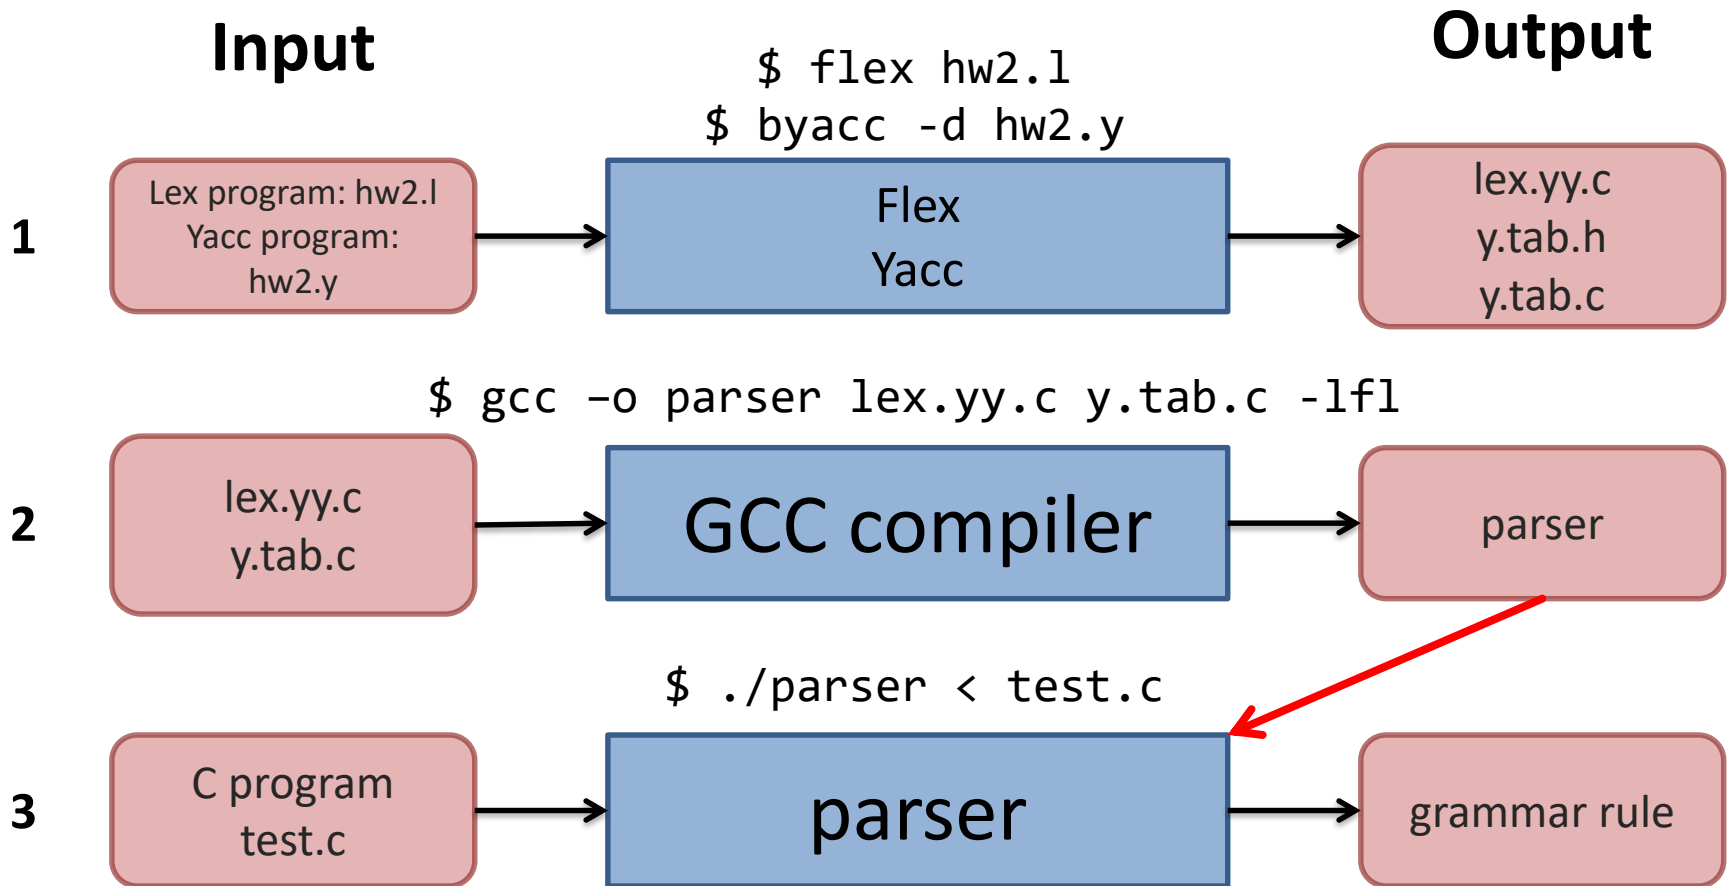 Input
Output
$ flex hw2.l
$ byacc -d hw2.y
1
Lex program: hw2.l
Yacc program:
hw2.y
Flex
Yacc
lex.yy.c
y.tab.h
y.tab.c
$ gcc –o parser lex.yy.c y.tab.c -lfl
2
lex.yy.c
y.tab.c
GCC compiler
parser
$ ./parser < test.c
3
C program
test.c
parser
grammar rule